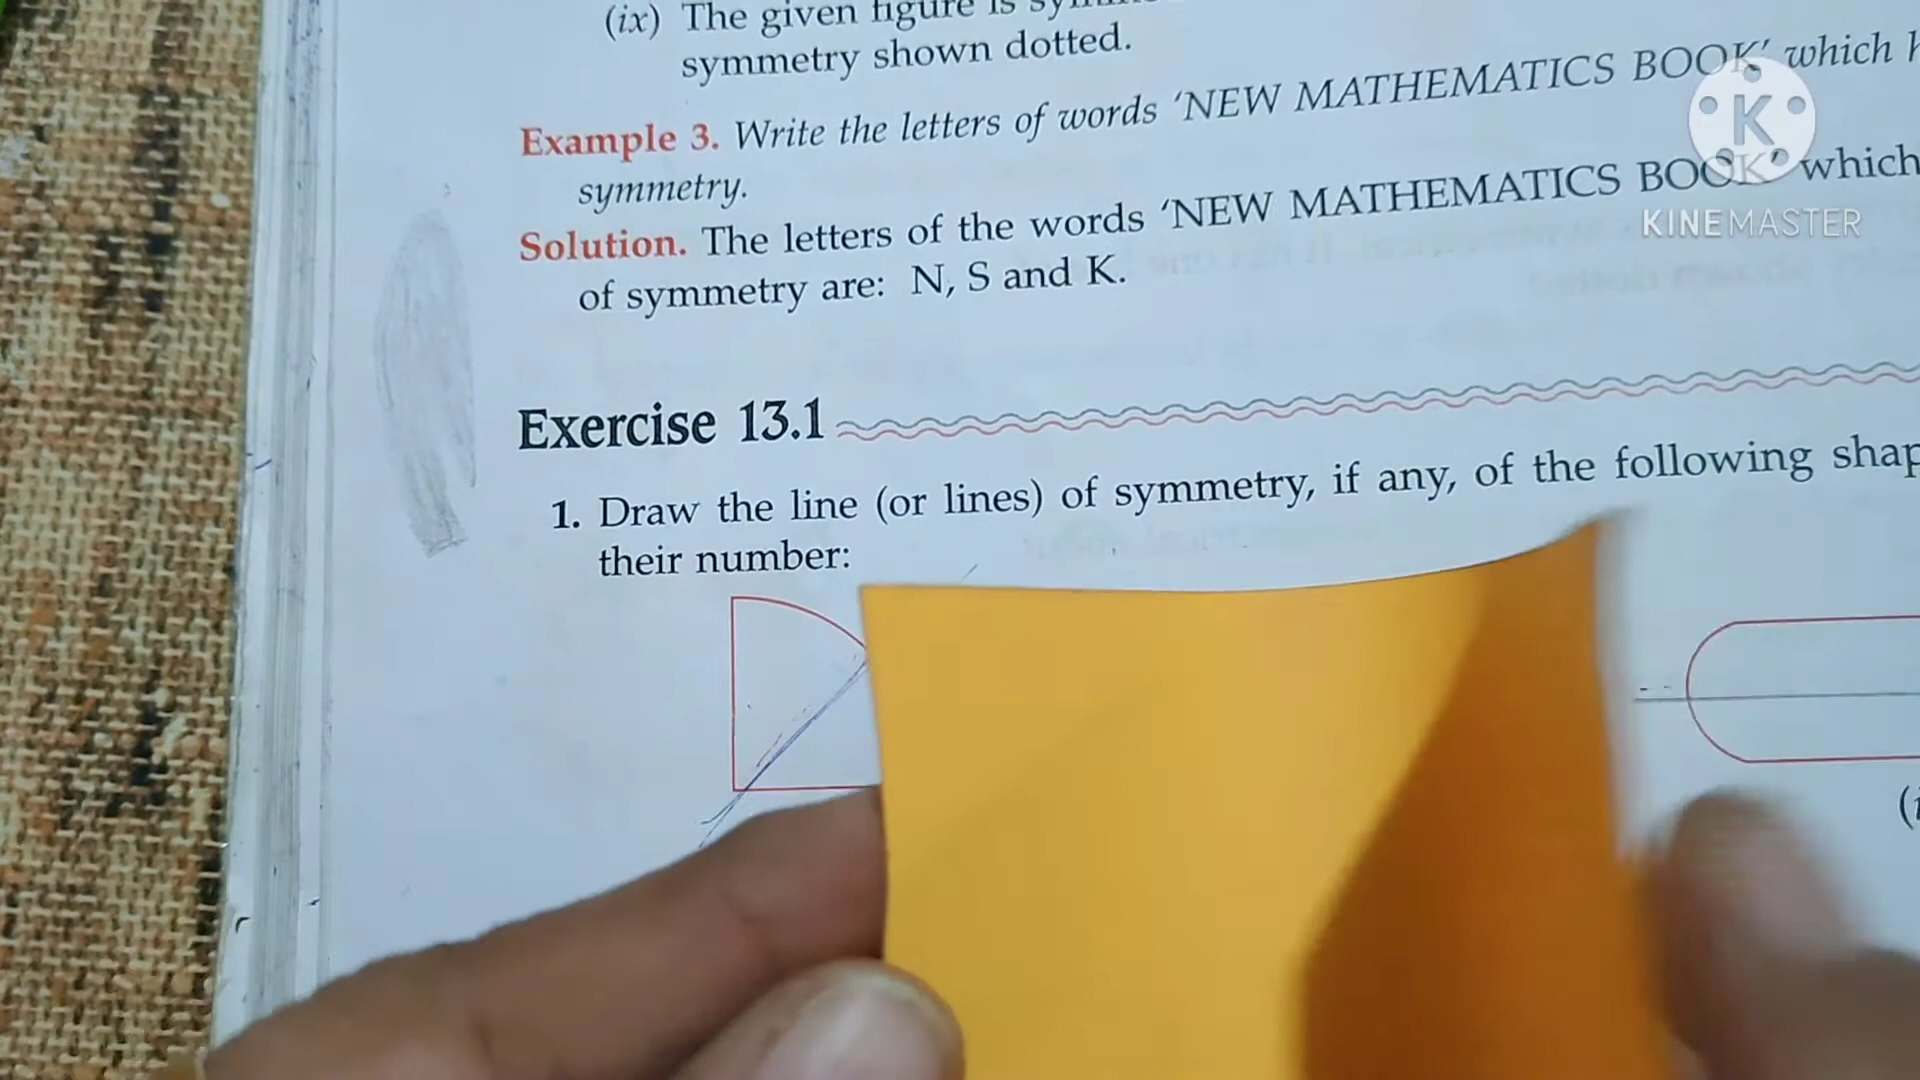 (ix) The given figure is
symmetry shown dotted.
Example 3. Write the letters of words ‘NEW MATHEMATICS BOOK’ which
symmetry.
Solution. The letters of the words ‘NEW MATHEMATICS BOOK’ which
of symmetry are: N, S and K.
K
KINEMASTER
Exercise 13.1
1. Draw the line (or lines) of symmetry, if any, of the following
their number: